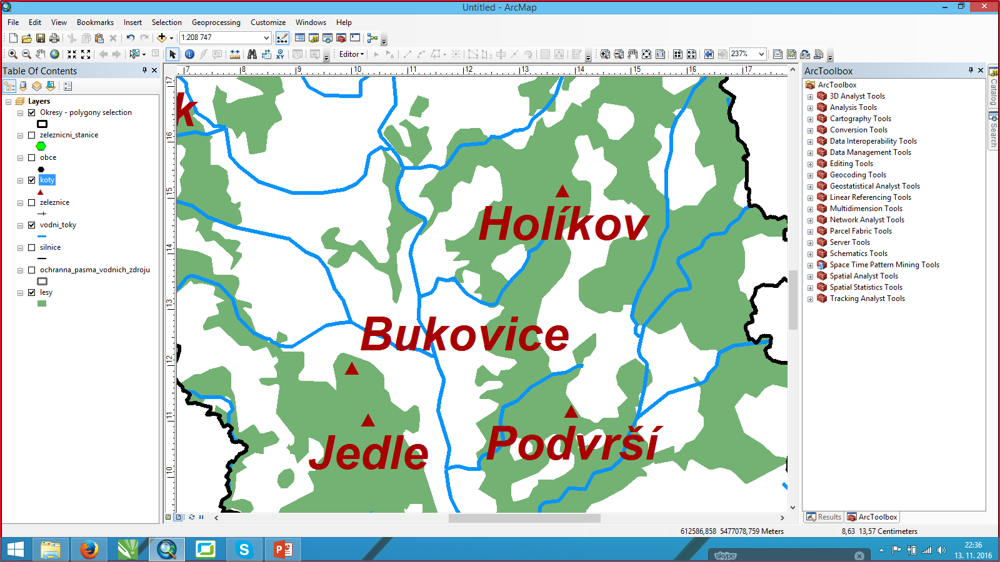 Untitled - ArcMap
File Edit View Bookmarks Insert Selection Geoprocessing Customize Windows Help
1:208 747
Editor
237%
Table Of Contents
Layers
Okresy - polygony selection
zeleznicni_stanice
obce
koty
zeleznice
vodni_toky
silnice
ochranna_pasma_vodnich_zdroju
lesy
7 8 9 10 11 12 13 14 15 16 17
17
16
15
14
13
12
11
10
k
Holíkov
Bukovice
Jedle
Podvrší
ArcToolbox
ArcToolbox
3D Analyst Tools
Analysis Tools
Cartography Tools
Conversion Tools
Data Interoperability Tools
Data Management Tools
Editing Tools
Geocoding Tools
Geostatistical Analyst Tools
Linear Referencing Tools
Multidimension Tools
Network Analyst Tools
Parcel Fabric Tools
Server Tools
Schematics Tools
Space Time Pattern Mining Tools
Spatial Analyst Tools
Spatial Statistics Tools
Tracking Analyst Tools
Catalog
Search
Results ArcToolbox
612586,858 5477078,759 Meters
8,63 13,57 Centimeters
skype
22:36
13. 11. 2016